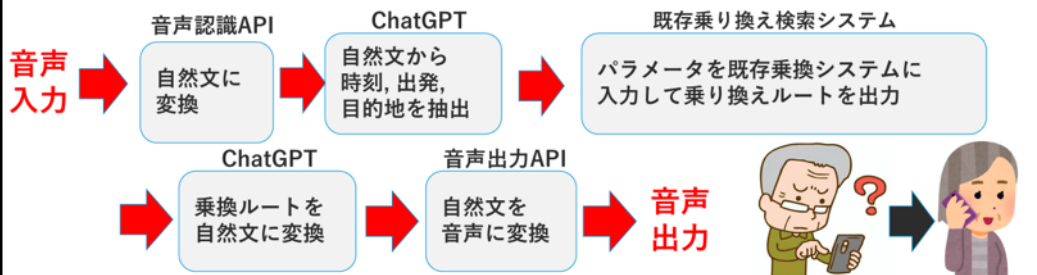 音声認識API
ChatGPT
既存乗り換え検索システム
音声
入力
自然文に
変換
自然文から
時刻, 出発,
目的地を抽出
パラメータを既存乗換システムに
入力して乗り換えルートを出力
ChatGPT
音声出力API
乗換ルートを
自然文に変換
自然文を
音声に変換
音声
出力
?